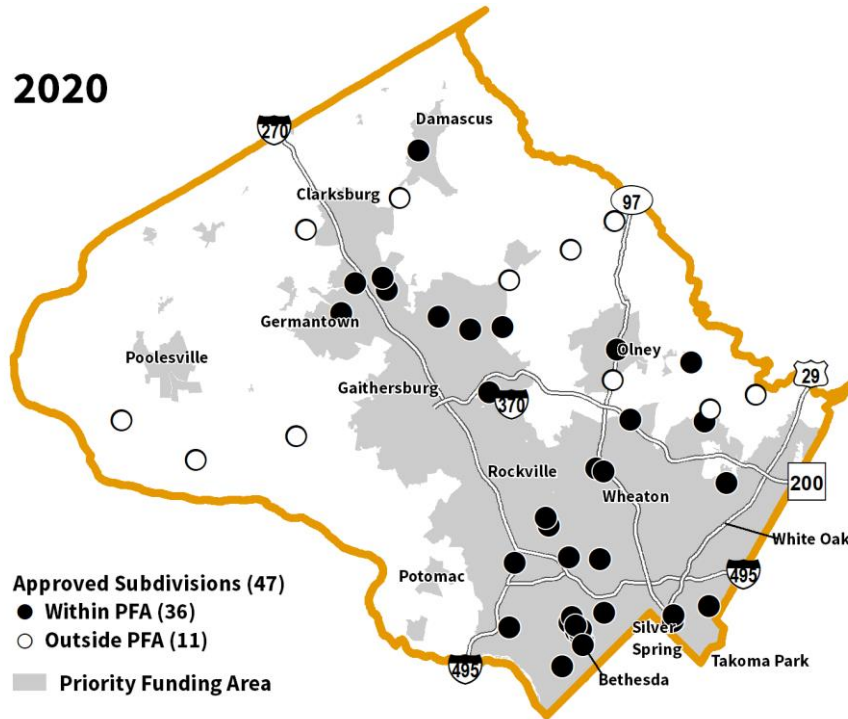 2020
270
Damascus
Clarksburg
97
Germantown
Poolesville
Olney
29
Gaithersburg
370
Rockville
Wheaton
200
White Oak
Potomac
495
Approved Subdivisions (47)
Within PFA (36)
Outside PFA (11)
Priority Funding Area
495
Silver
Spring
Takoma Park
Bethesda